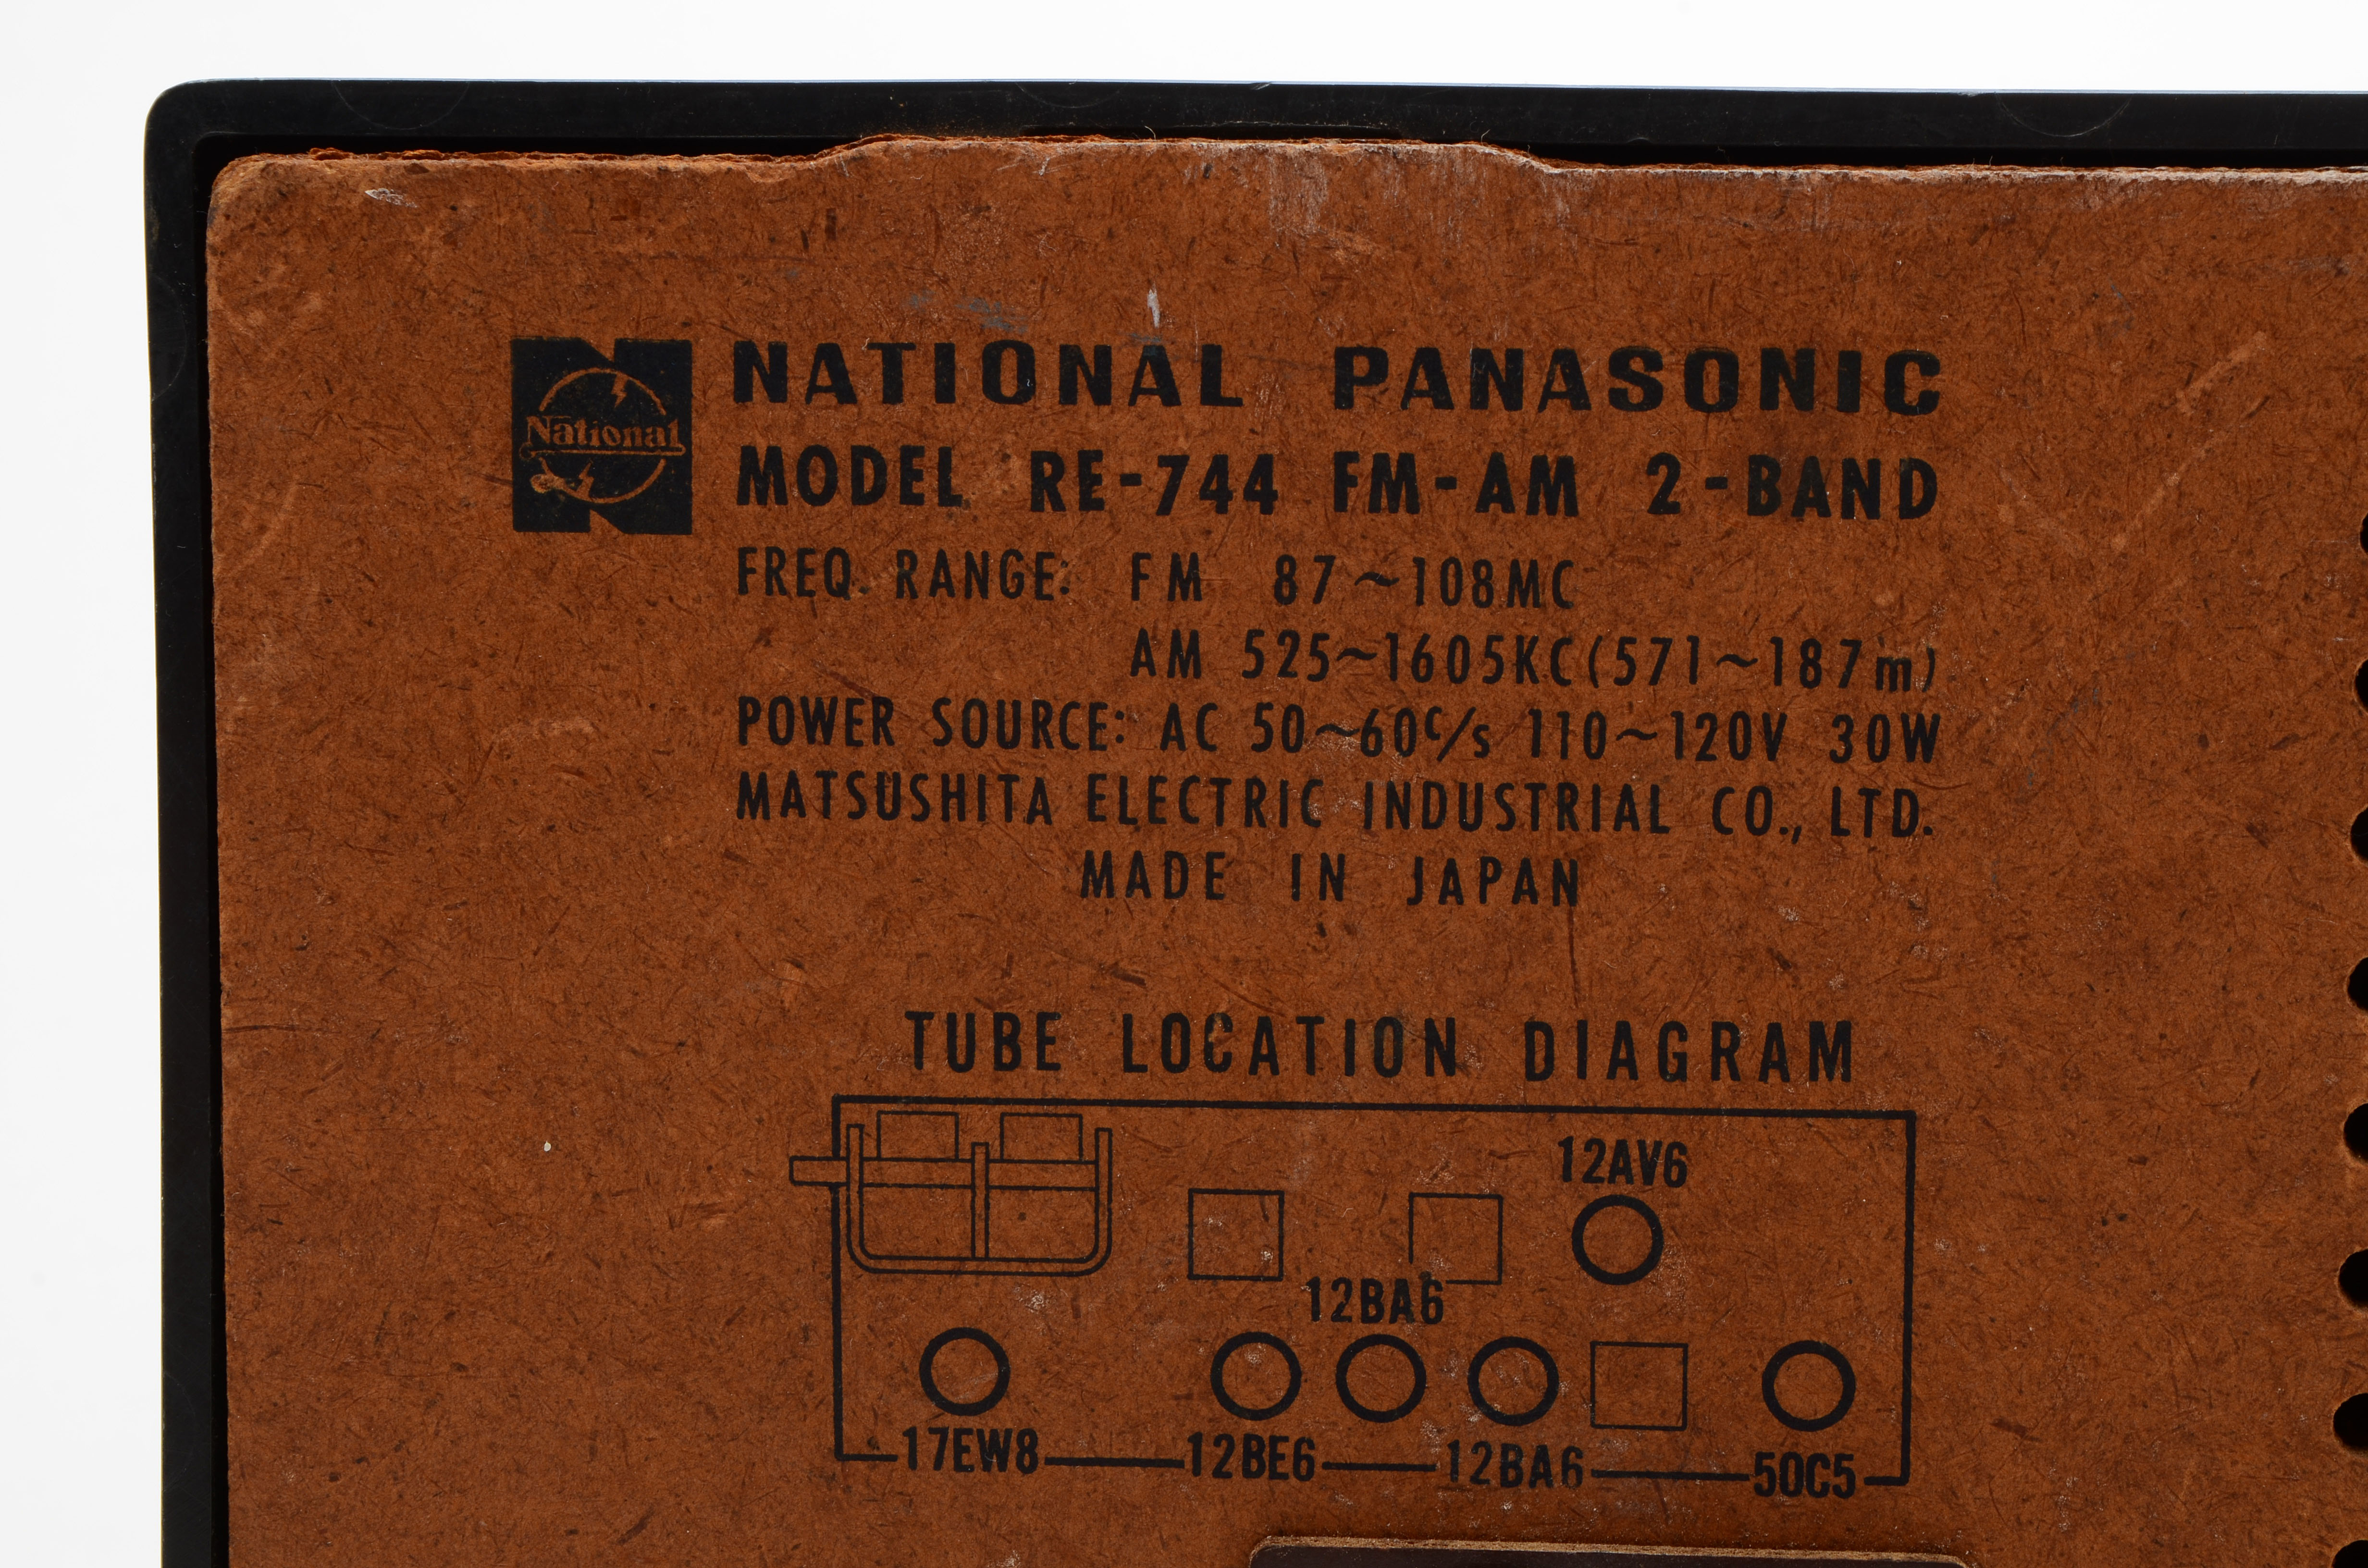 National
NATIONAL PANASONIC
MODEL RE-744 FM-AM 2-BAND
FREQ. RANGE: FM 87~108MC
AM 525~1605KC(571~187m)
POWER SOURCE: AC 50~60c/s 110~120V 30W
MATSUSHITA ELECTRIC INDUSTRIAL CO., LTD.
MADE IN JAPAN
TUBE LOCATION DIAGRAM
12AV6
12BA6
17EW8 12BE6 12BA6 50C5